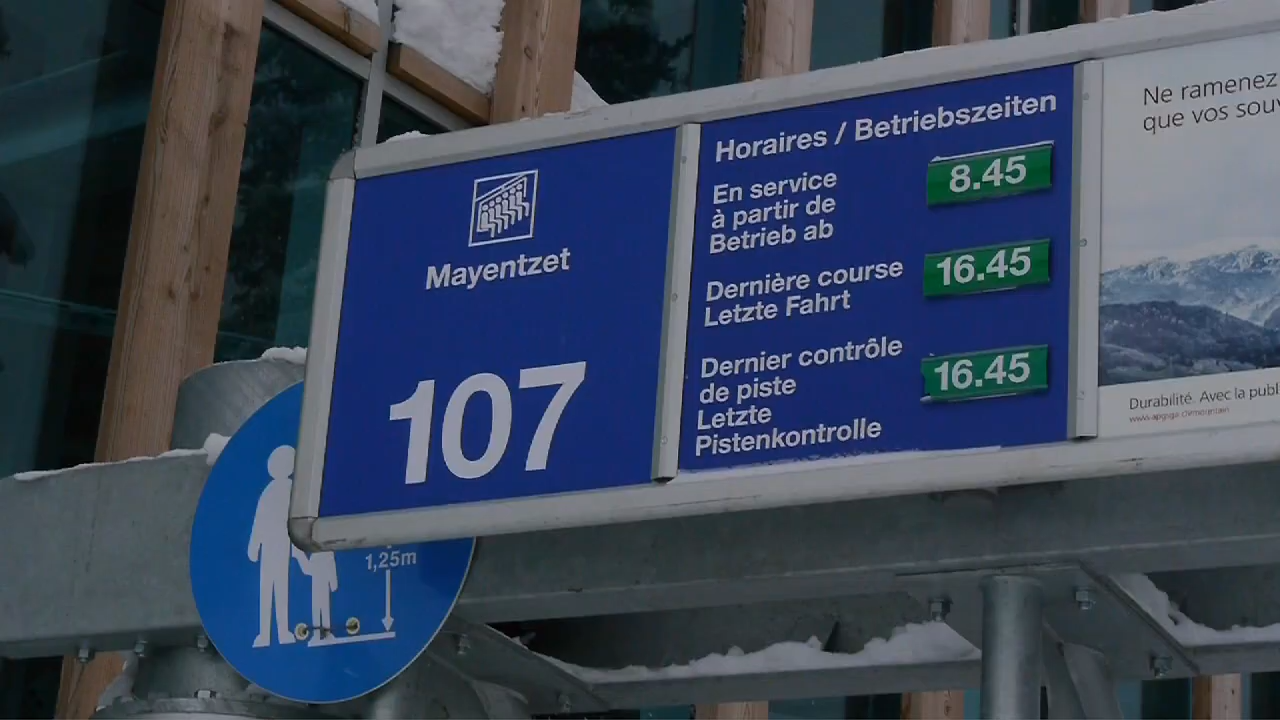 Mayentzet
107
Horaires / Betriebszeiten
En service
à partir de
Betrieb ab
8.45
Dernière course
Letzte Fahrt
16.45
Dernier contrôle
de piste
Letzte
Pistenkontrolle
16.45
Ne ramenez
que vos souv
Durabilité. Avec la publ
1,25m